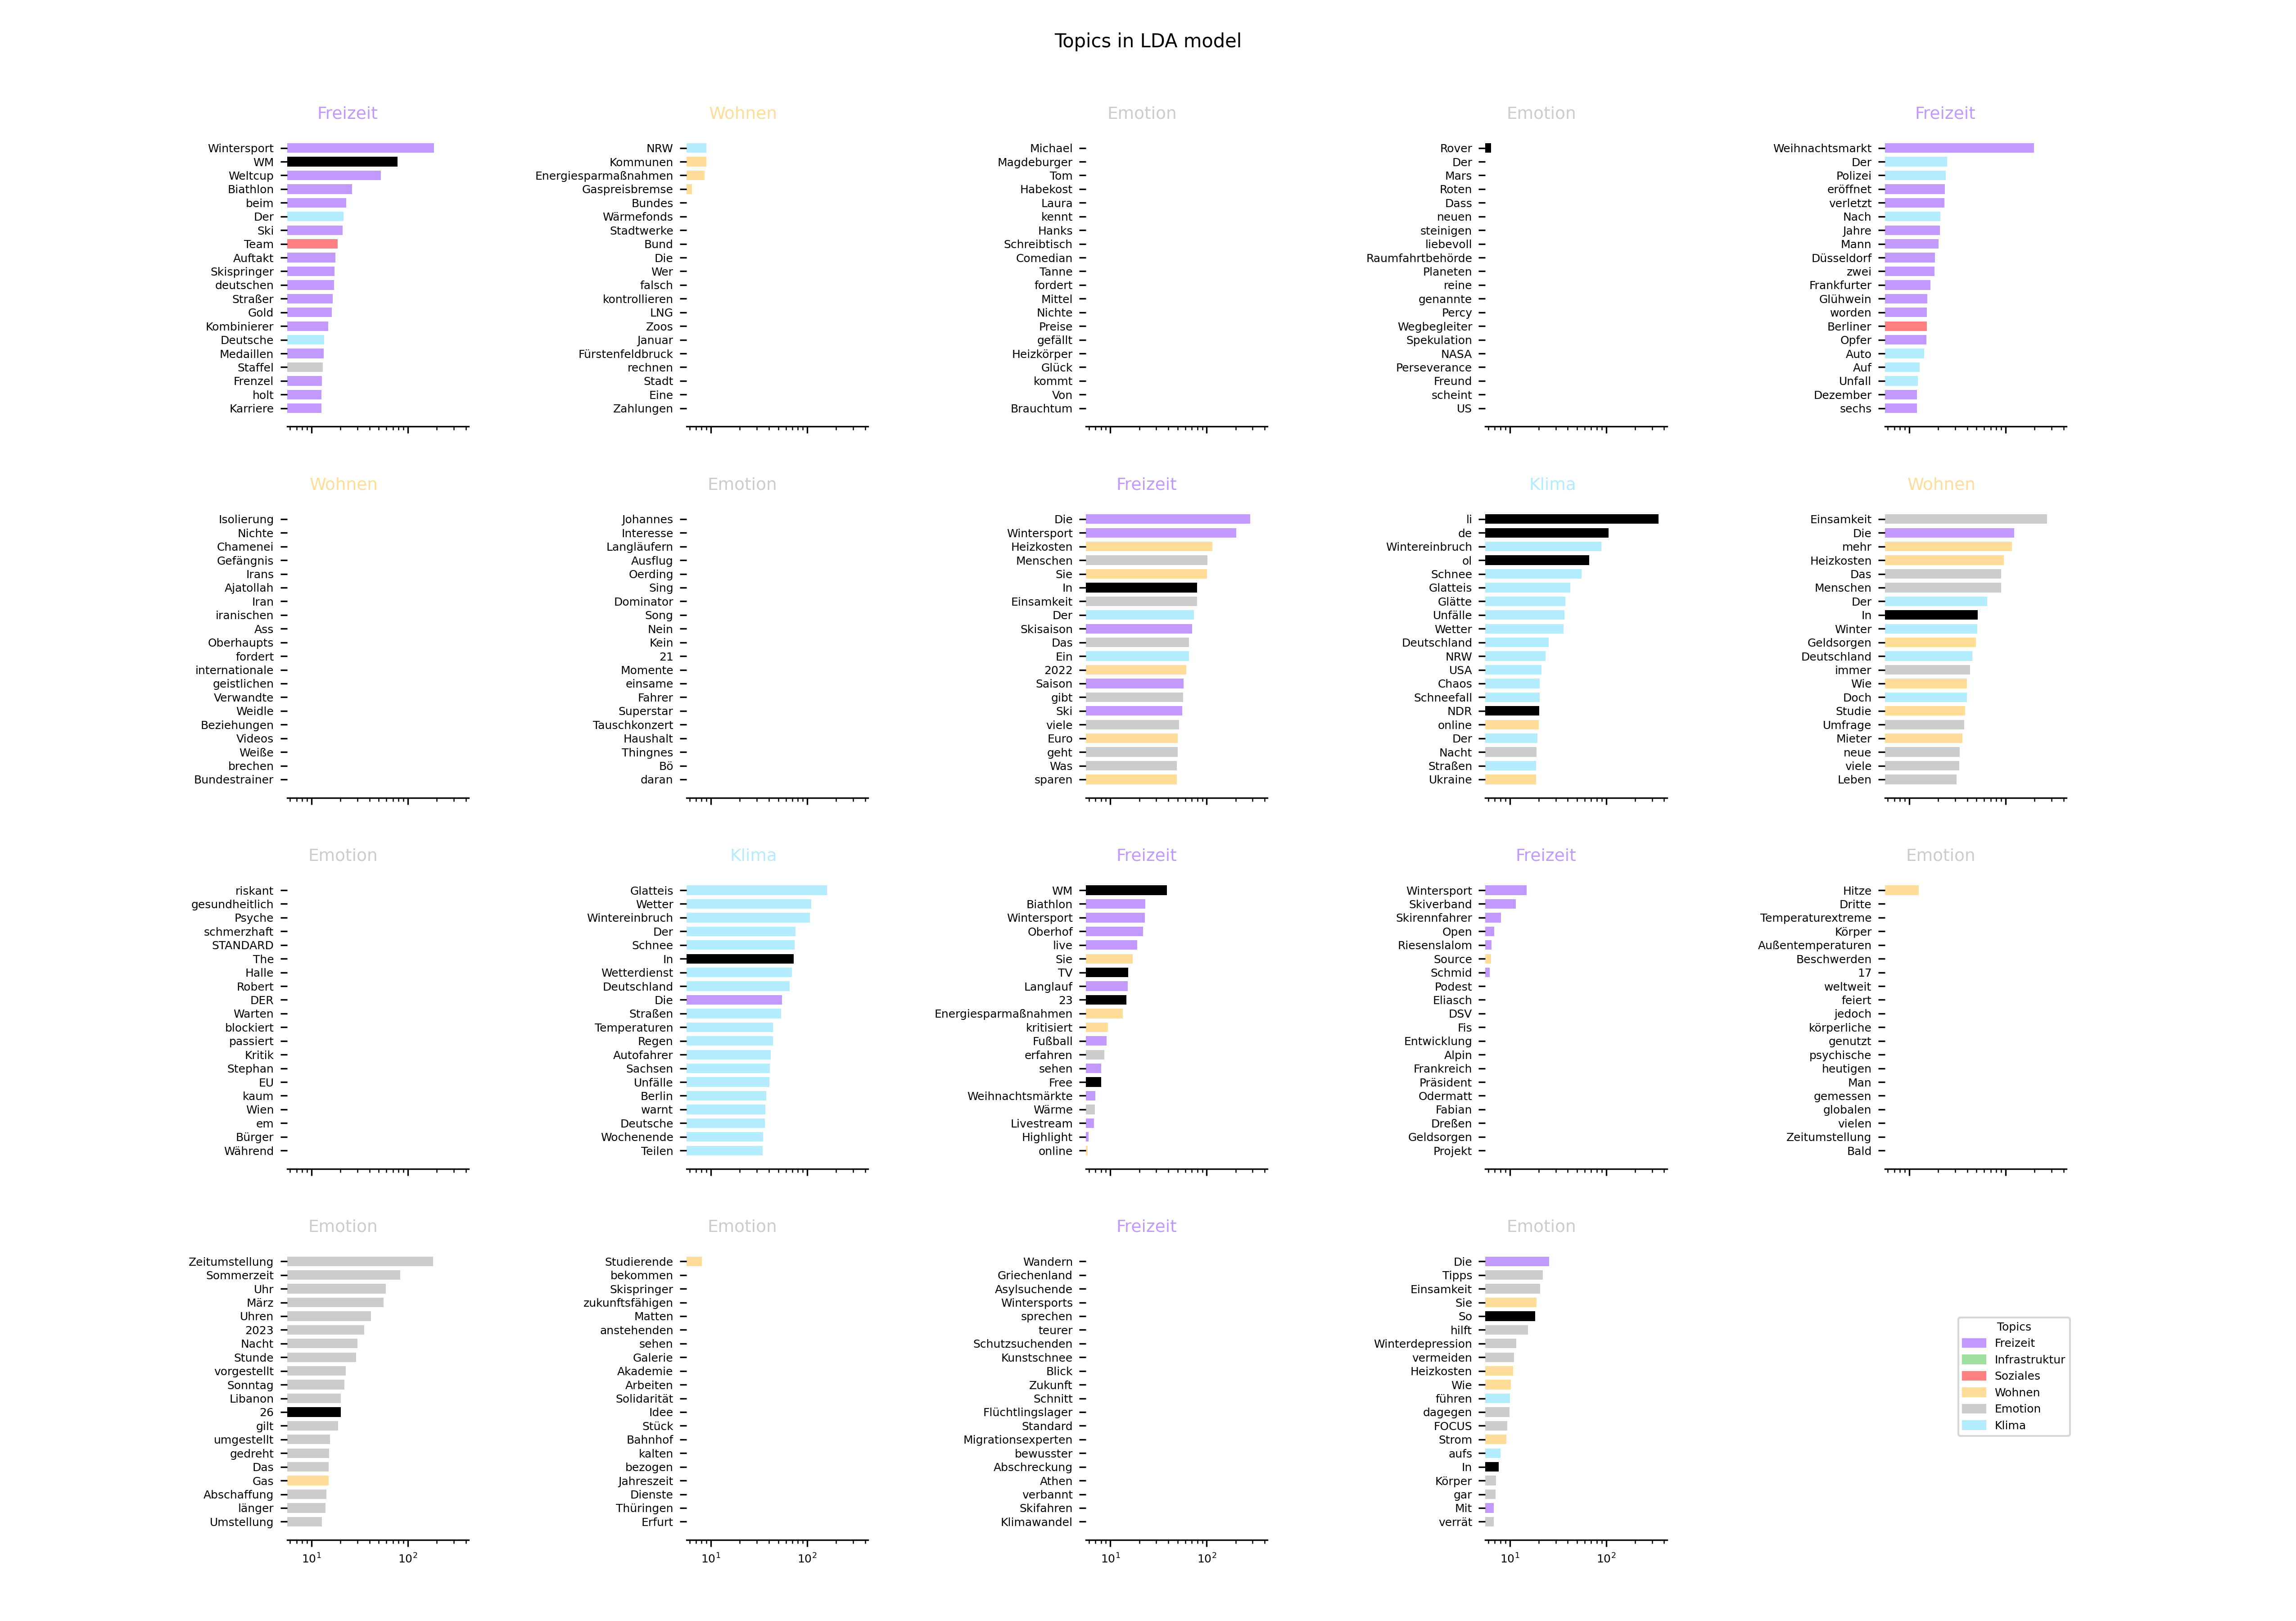 Topics in LDA model
Freizeit
Wintersport
WM
Weltcup
Biathlon
beim
Der
Ski
Team
Auftakt
Skispringer
deutschen
Straßer
Gold
Kombinierer
Deutsche
Medaillen
Staffel
Frenzel
holt
Karriere
Wohnen
NRW
Kommunen
Energiesparmaßnahmen
Gaspreisbremse
Bundes
Wärmefonds
Stadtwerke
Bund
Die
Wer
falsch
kontrollieren
LNG
Zoos
Januar
Fürstenfeldbruck
rechnen
Stadt
Eine
Zahlungen
Emotion
Michael
Magdeburger
Tom
Habekost
Laura
kennt
Hanks
Schreibtisch
Comedian
Tanne
fordert
Mittel
Nichte
Preise
gefällt
Heizkörper
Glück
kommt
Von
Brauchtum
Emotion
Rover
Der
Mars
Roten
Dass
neuen
steinigen
liebevoll
Raumfahrtbehörde
Planeten
reine
genannte
Percy
Wegbegleiter
Spekulation
NASA
Perseverance
Freund
scheint
US
Freizeit
Weihnachtsmarkt
Der
Polizei
eröffnet
verletzt
Nach
Jahre
Mann
Düsseldorf
zwei
Frankfurter
Glühwein
worden
Berliner
Opfer
Auto
Auf
Unfall
Dezember
sechs
Wohnen
Isolierung
Nichte
Chamenei
Gefängnis
Irans
Ajatollah
Iran
iranischen
Ass
Oberhaupts
fordert
internationale
geistlichen
Verwandte
Weidle
Beziehungen
Videos
Weiße
brechen
Bundestrainer
Emotion
Johannes
Interesse
Langläufern
Ausflug
Oerding
Sing
Dominator
Song
Nein
Kein
21
Momente
einsame
Fahrer
Superstar
Tauschkonzert
Haushalt
Thingnes
Bö
daran
Freizeit
Die
Wintersport
Heizkosten
Menschen
Sie
In
Einsamkeit
Der
Skisaison
Das
Ein
2022
Saison
gibt
Ski
viele
Euro
geht
Was
sparen
Klima
li
de
Wintereinbruch
ol
Schnee
Glatteis
Glätte
Unfälle
Wetter
Deutschland
NRW
USA
Chaos
Schneefall
NDR
online
Der
Nacht
Straßen
Ukraine
Wohnen
Einsamkeit
Die
mehr
Heizkosten
Das
Menschen
Der
In
Winter
Geldsorgen
Deutschland
immer
Wie
Doch
Studie
Umfrage
Mieter
neue
viele
Leben
Emotion
riskant
gesundheitlich
Psyche
schmerzhaft
STANDARD
The
Halle
Robert
DER
Warten
blockiert
passiert
Kritik
Stephan
EU
kaum
Wien
em
Bürger
Während
Klima
Glatteis
Wetter
Wintereinbruch
Der
Schnee
In
Wetterdienst
Deutschland
Die
Straßen
Temperaturen
Regen
Autofahrer
Sachsen
Unfälle
Berlin
warnt
Deutsche
Wochenende
Teilen
Freizeit
WM
Biathlon
Wintersport
Oberhof
live
Sie
TV
Langlauf
23
Energiesparmaßnahmen
kritisiert
Fußball
erfahren
sehen
Free
Weihnachtsmärkte
Wärme
Livestream
Highlight
online
Freizeit
Wintersport
Skiverband
Skirennfahrer
Open
Riesenslalom
Source
Schmid
Podest
Eliasch
DSV
Fis
Entwicklung
Alpin
Frankreich
Präsident
Odermatt
Fabian
Dreßen
Geldsorgen
Projekt
Emotion
Hitze
Dritte
Temperaturextreme
Körper
Außentemperaturen
Beschwerden
17
weltweit
feiert
jedoch
körperliche
genutzt
psychische
heutigen
Man
gemessen
globalen
vielen
Zeitumstellung
Bald
Emotion
Zeitumstellung
Sommerzeit
Uhr
März
Uhren
2023
Nacht
Stunde
vorgestellt
Sonntag
Libanon
26
gilt
umgestellt
gedreht
Das
Gas
Abschaffung
länger
Umstellung
10¹ 10²
Emotion
Studierende
bekommen
Skispringer
zukunftsfähigen
Matten
anstehenden
sehen
Galerie
Akademie
Arbeiten
Solidarität
Idee
Stück
Bahnhof
kalten
bezogen
Jahreszeit
Dienste
Thüringen
Erfurt
10¹ 10²
Freizeit
Wandern
Griechenland
Asylsuchende
Wintersports
sprechen
teurer
Schutzsuchenden
Kunstschnee
Blick
Zukunft
Schnitt
Flüchtlingslager
Standard
Migrationsexperten
bewusster
Abschreckung
Athen
verbannt
Skifahren
Klimawandel
10¹ 10²
Emotion
Die
Tipps
Einsamkeit
Sie
So
hilft
Winterdepression
vermeiden
Heizkosten
Wie
führen
dagegen
FOCUS
Strom
aufs
In
Körper
gar
Mit
verrät
10¹ 10²
Topics
Freizeit
Infrastruktur
Soziales
Wohnen
Emotion
Klima